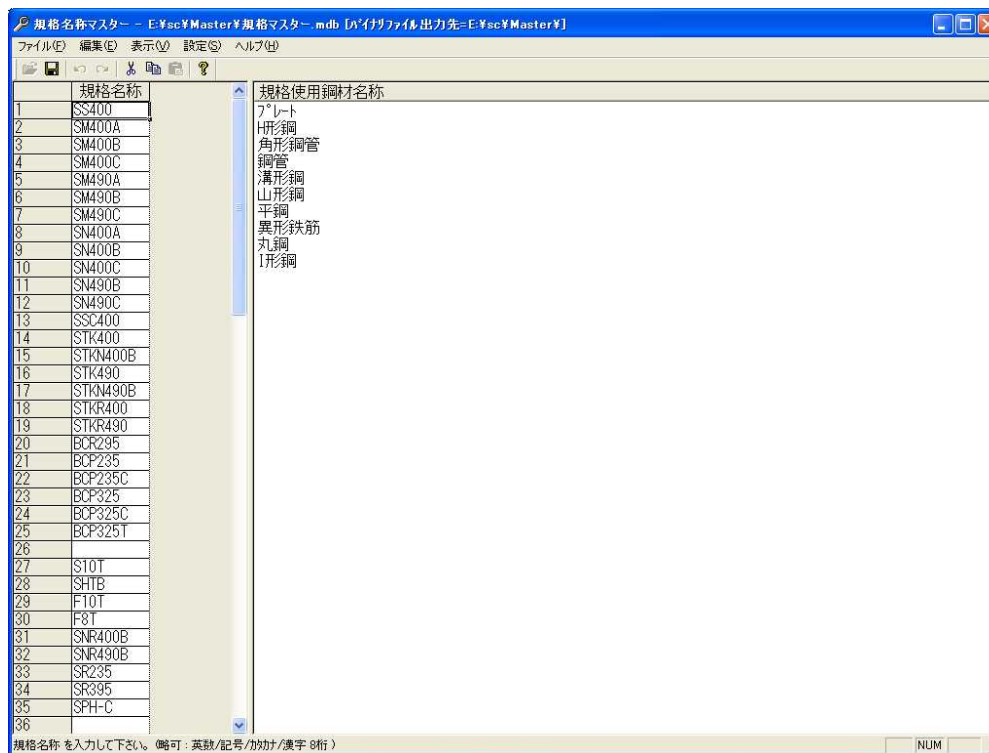 規格名称マスター - E:¥sc¥Master¥規格マスター.mdb [ﾊﾞｲﾅﾘﾌｧｲﾙ出力先=E:¥sc¥Master¥]
ファイル(F) 編集(E) 表示(V) 設定(S) ヘルプ(H)
規格名称
1 SS400
2 SM400A
3 SM400B
4 SM400C
5 SM490A
6 SM490B
7 SM490C
8 SN400A
9 SN400B
10 SN400C
11 SN490B
12 SN490C
13 SSC400
14 STK400
15 STKN400B
16 STK490
17 STKN490B
18 STKR400
19 STKR490
20 BCR295
21 BCP235
22 BCP235C
23 BCP325
24 BCP325C
25 BCP325T
26
27 S10T
28 SHTB
29 F10T
30 F8T
31 SNR400B
32 SNR490B
33 SR235
34 SR395
35 SPH-C
36
規格使用鋼材名称
ﾌﾟﾚｰﾄ
H形鋼
角形鋼管
鋼管
溝形鋼
山形鋼
平鋼
異形鉄筋
丸鋼
I形鋼
規格名称 を入力して下さい。(略可 : 英数/記号/ｶﾀｶﾅ/漢字 8桁 )
NUM